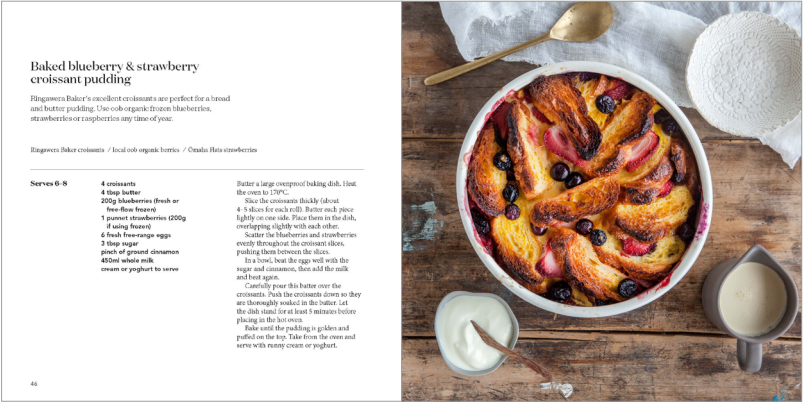 Baked blueberry & strawberry
croissant pudding
Ringawera Baker's excellent croissants are perfect for a bread
and butter pudding. Use oob organic frozen blueberries,
strawberries or raspberries any time of year.
Ringawera Baker croissants / local oob organic berries / Ōmaha Flats strawberries
Serves 6–8
4 croissants
4 tbsp butter
200g blueberries (fresh or
free-flow frozen)
1 punnet strawberries (200g
if using frozen)
6 fresh free-range eggs
3 tbsp sugar
pinch of ground cinnamon
450ml whole milk
cream or yoghurt to serve
Butter a large ovenproof baking dish. Heat
the oven to 170°C.
Slice the croissants thickly (about
4–5 slices for each roll). Butter each piece
lightly on one side. Place them in the dish,
overlapping slightly with each other.
Scatter the blueberries and strawberries
evenly throughout the croissant slices,
pushing them between the slices.
In a bowl, beat the eggs well with the
sugar and cinnamon, then add the milk
and beat again.
Carefully pour this batter over the
croissants. Push the croissants down so they
are thoroughly soaked in the batter. Let
the dish stand for at least 5 minutes before
placing in the hot oven.
Bake until the pudding is golden and
puffed on the top. Take from the oven and
serve with runny cream or yoghurt.
46